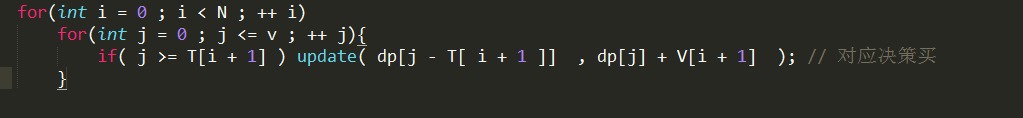 for(int i = 0 ; i < N ; ++ i)
for(int j = 0 ; j <= v ; ++ j){
if( j >= T[i + 1] ) update( dp[j - T[ i + 1 ]]  , dp[j] + V[i + 1]  ); // 对应决策买
}